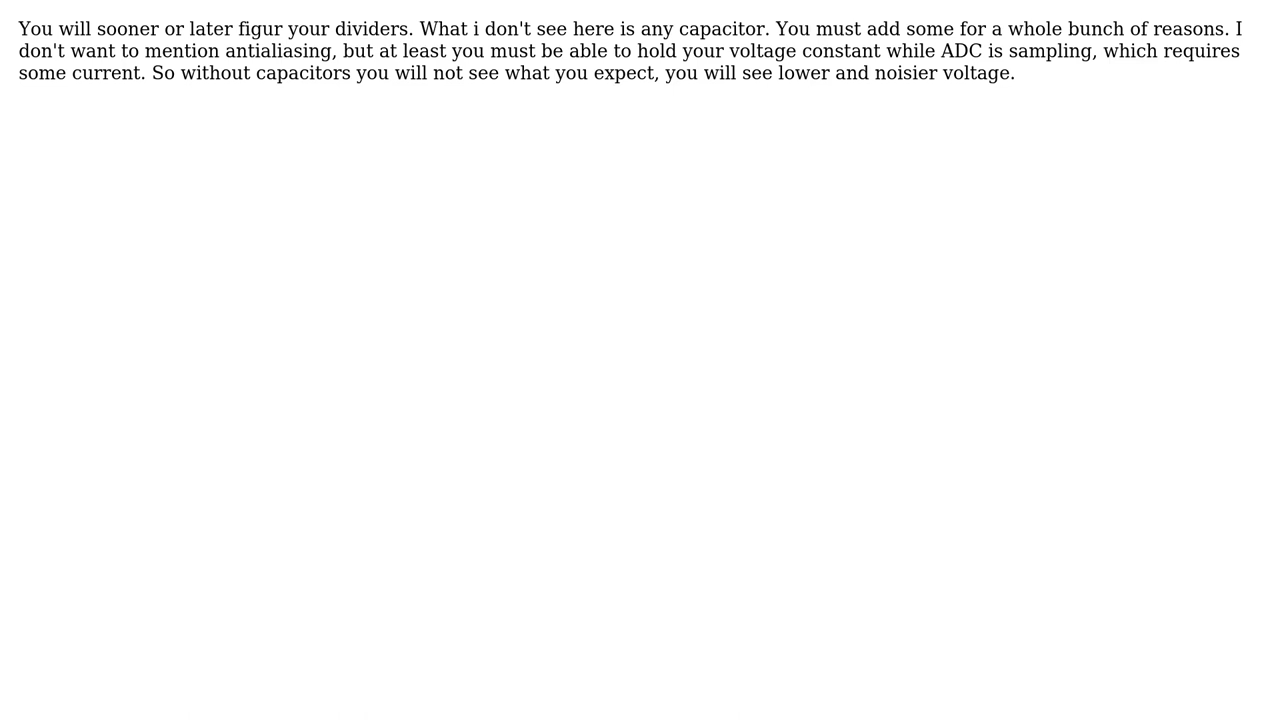 You will sooner or later figur your dividers. What i don't see here is any capacitor. You must add some for a whole bunch of reasons. I
don't want to mention antialiasing, but at least you must be able to hold your voltage constant while ADC is sampling, which requires
some current. So without capacitors you will not see what you expect, you will see lower and noisier voltage.